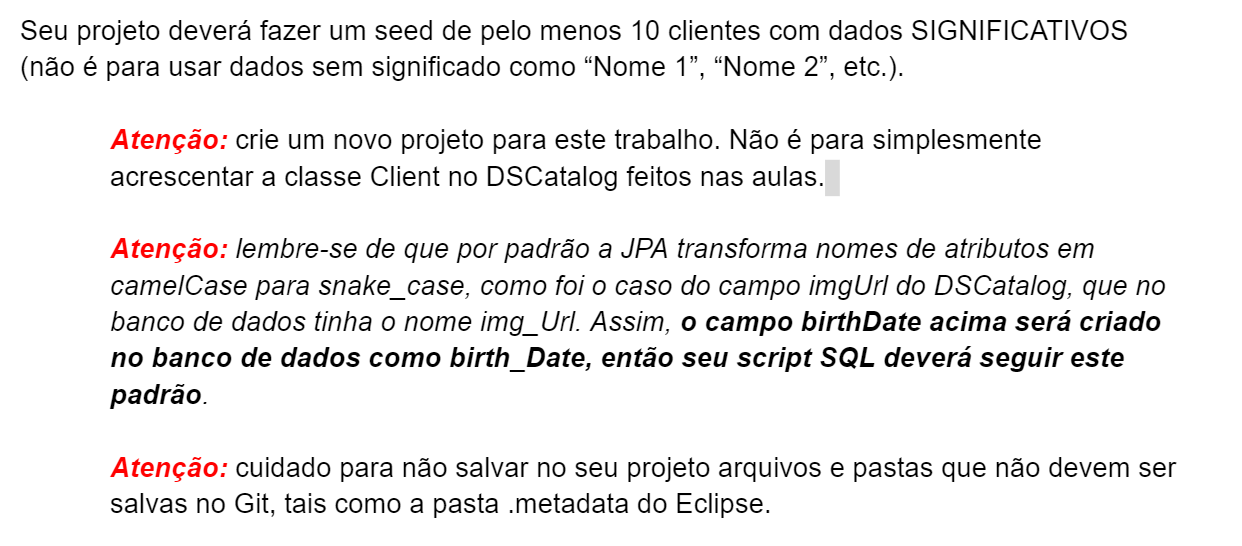 Seu projeto deverá fazer um seed de pelo menos 10 clientes com dados SIGNIFICATIVOS
(não é para usar dados sem significado como “Nome 1”, “Nome 2”, etc.).
Atenção: crie um novo projeto para este trabalho. Não é para simplesmente
acrescentar a classe Client no DSCatalog feitos nas aulas.
Atenção: lembre-se de que por padrão a JPA transforma nomes de atributos em
camelCase para snake_case, como foi o caso do campo imgUrl do DSCatalog, que no
banco de dados tinha o nome img_Url. Assim, o campo birthDate acima será criado
no banco de dados como birth_Date, então seu script SQL deverá seguir este
padrão.
Atenção: cuidado para não salvar no seu projeto arquivos e pastas que não devem ser
salvas no Git, tais como a pasta .metadata do Eclipse.